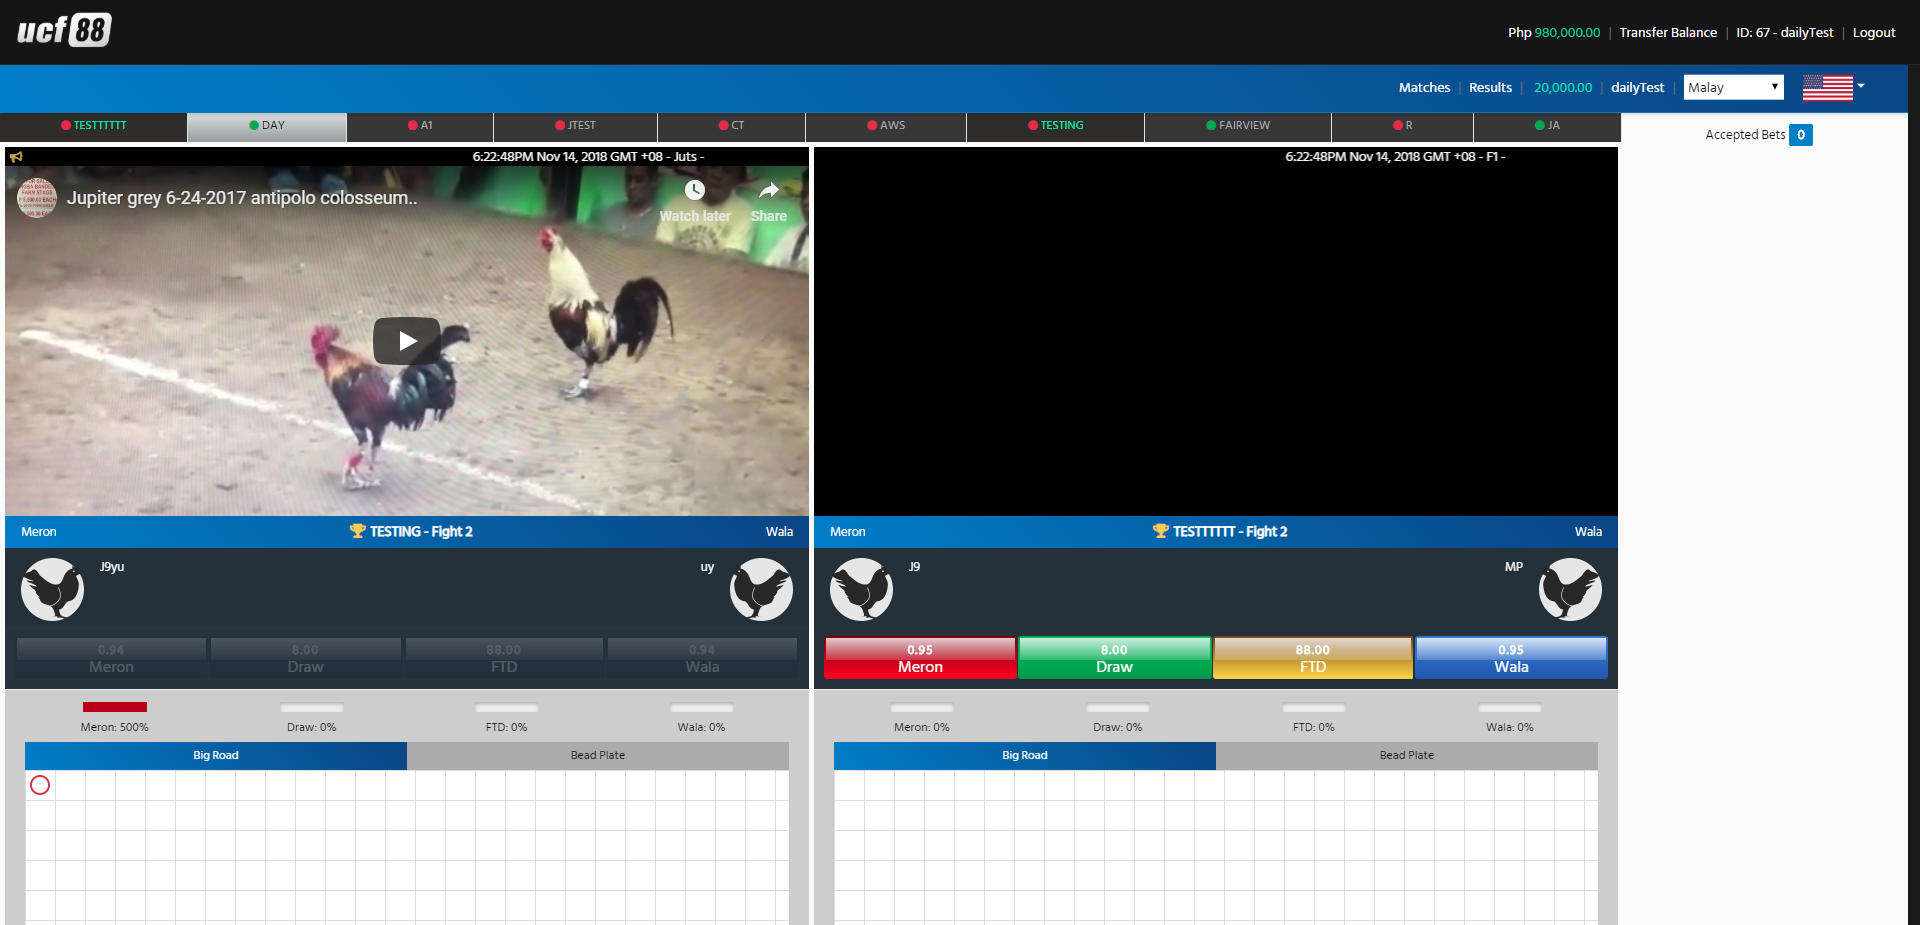 ucf 88
Php 980,000.00 | Transfer Balance | ID: 67 - dailyTest | Logout
Matches | Results | 20,000.00 | dailyTest | Malay
TESTTTTTT DAY A1 JTEST CT AWS TESTING FAIRVIEW R JA
Accepted Bets 0
6:22:48PM Nov 14, 2018 GMT +08 - Juts -
Jupiter grey 6-24-2017 antipolo colosseum..
Watch later Share
Meron TESTING - Fight 2 Wala
J9yu uy
0.94 8.00 88.00 0.94
Meron Draw FTD Wala
Meron: 500% Draw: 0% FTD: 0% Wala: 0%
Big Road Bead Plate
6:22:48PM Nov 14, 2018 GMT +08 - F1 -
Meron TESTTTTTT - Fight 2 Wala
J9 MP
0.95 8.00 88.00 0.95
Meron Draw FTD Wala
Meron: 0% Draw: 0% FTD: 0% Wala: 0%
Big Road Bead Plate